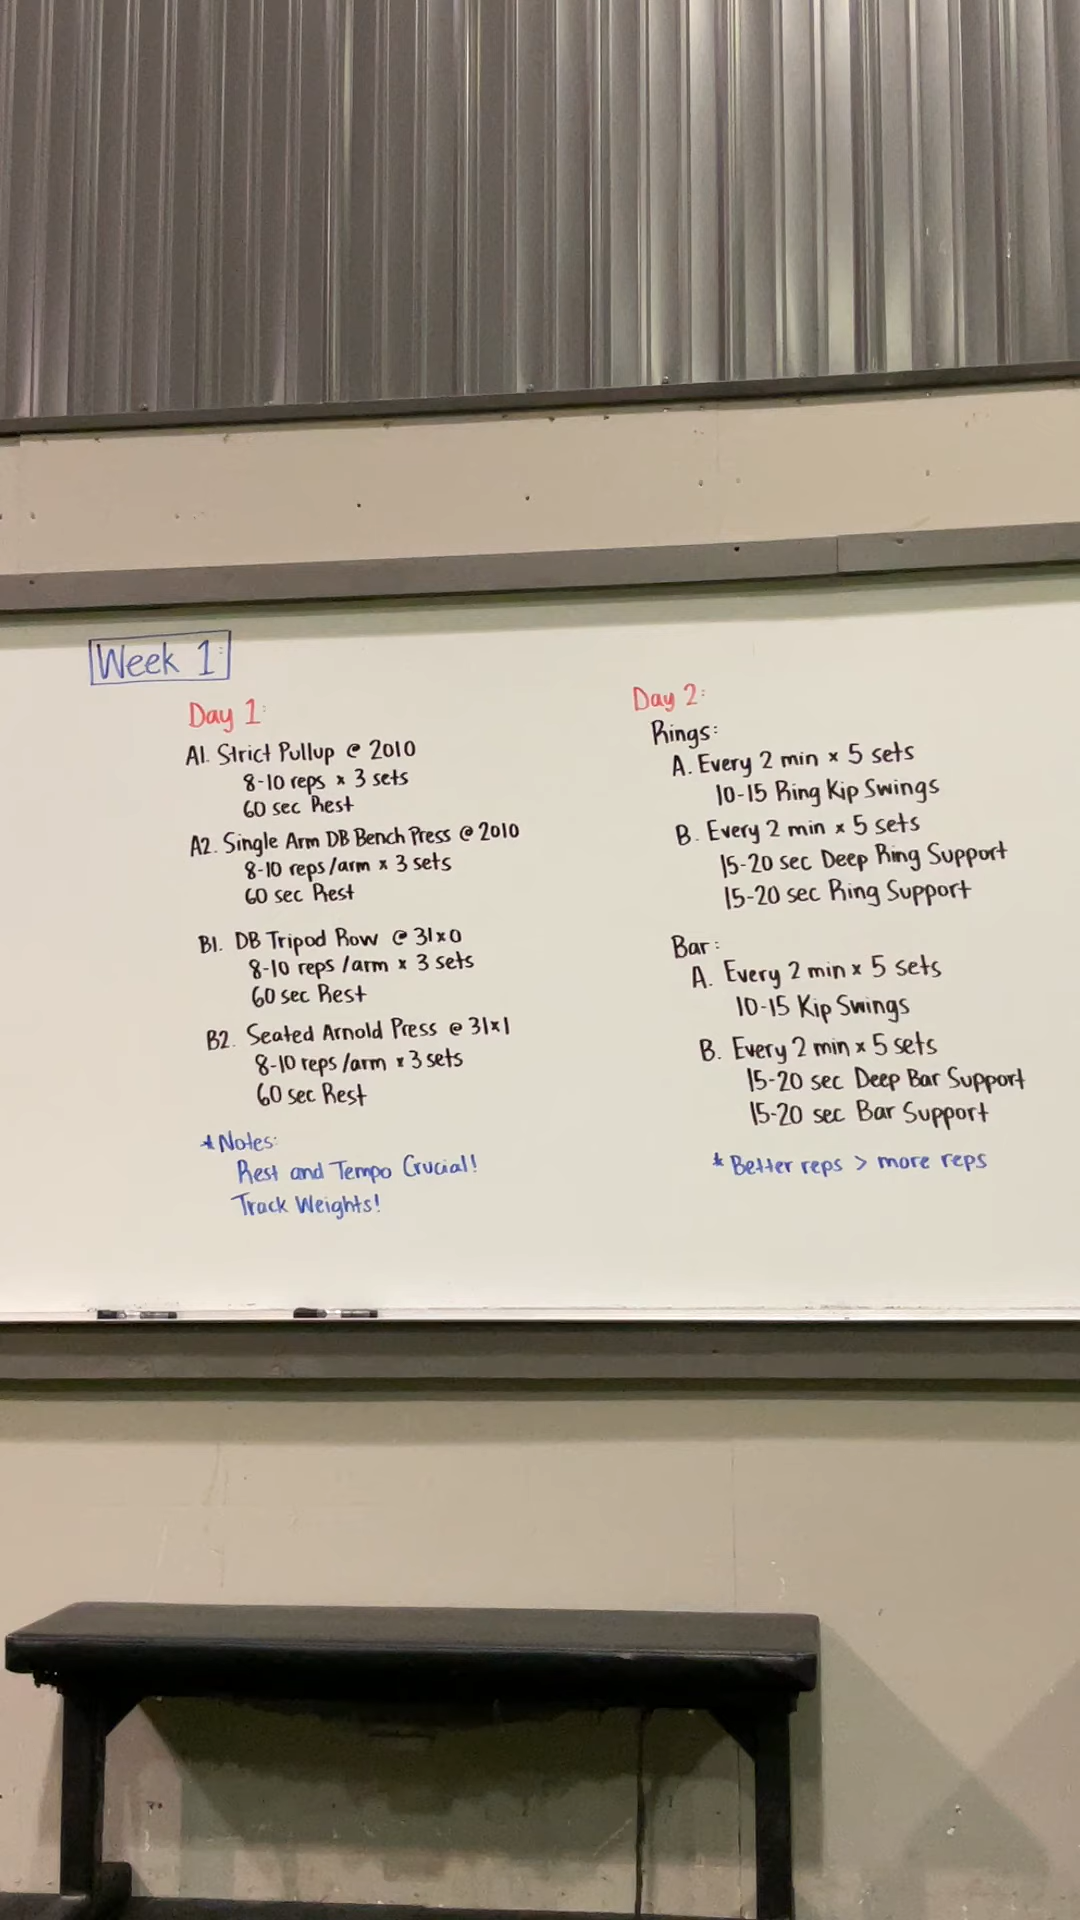 Week 1:
Day 1:
A1. Strict Pullup @ 2010
8-10 reps x 3 sets
60 sec Rest
A2. Single Arm DB Bench Press @ 2010
8-10 reps/arm x 3 sets
60 sec Rest
B1. DB Tripod Row @ 31x0
8-10 reps/arm x 3 sets
60 sec Rest
B2. Seated Arnold Press @ 31x1
8-10 reps/arm x 3 sets
60 sec Rest
*Notes:
Rest and Tempo Crucial!
Track Weights!
Day 2:
Rings:
A. Every 2 min x 5 sets
10-15 Ring Kip Swings
B. Every 2 min x 5 sets
15-20 sec Deep Ring Support
15-20 sec Ring Support
Bar:
A. Every 2 min x 5 sets
10-15 Kip Swings
B. Every 2 min x 5 sets
15-20 sec Deep Bar Support
15-20 sec Bar Support
* Better reps > more reps